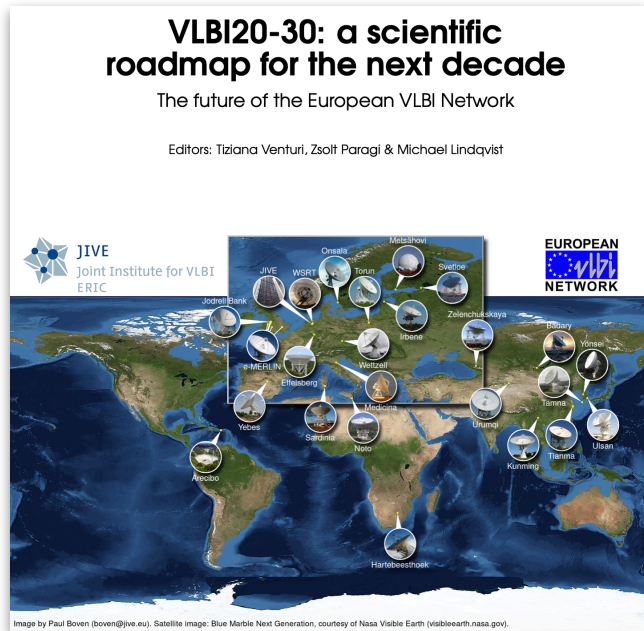 VLBI20-30: a scientific
roadmap for the next decade
The future of the European VLBI Network
Editors: Tiziana Venturi, Zsolt Paragi & Michael Lindqvist
JIVE
Joint Institute for VLBI
ERIC
EUROPEAN
vlbi
NETWORK
Metsähovi
Onsala
JIVE
WSRT
Torun
Svetloe
Jodrell Bank
Zelenchukskaya
Badary
Yonsei
Irbene
e-MERLIN
Wettzell
Effelsberg
Tamna
Medicina
Yebes
Sardinia
Noto
Urumqi
Kunming
Tianma
Ulsan
Arecibo
Hartebeesthoek
Image by Paul Boven (boven@jive.eu). Satellite image: Blue Marble Next Generation, courtesy of Nasa Visible Earth (visibleearth.nasa.gov).